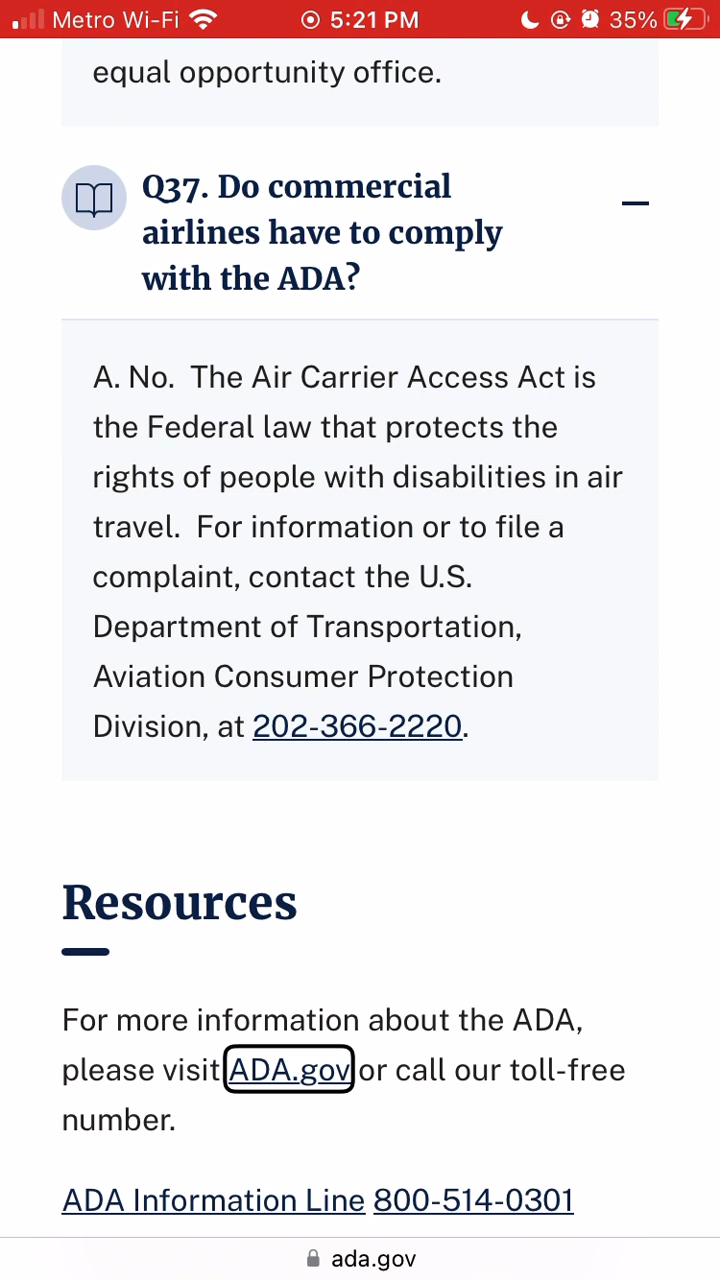 Metro Wi-Fi 5:21 PM 35%
equal opportunity office.
Q37. Do commercial
airlines have to comply
with the ADA?
A. No.  The Air Carrier Access Act is
the Federal law that protects the
rights of people with disabilities in air
travel.  For information or to file a
complaint, contact the U.S.
Department of Transportation,
Aviation Consumer Protection
Division, at 202-366-2220.
Resources
For more information about the ADA,
please visit ADA.gov or call our toll-free
number.
ADA Information Line 800-514-0301
ada.gov